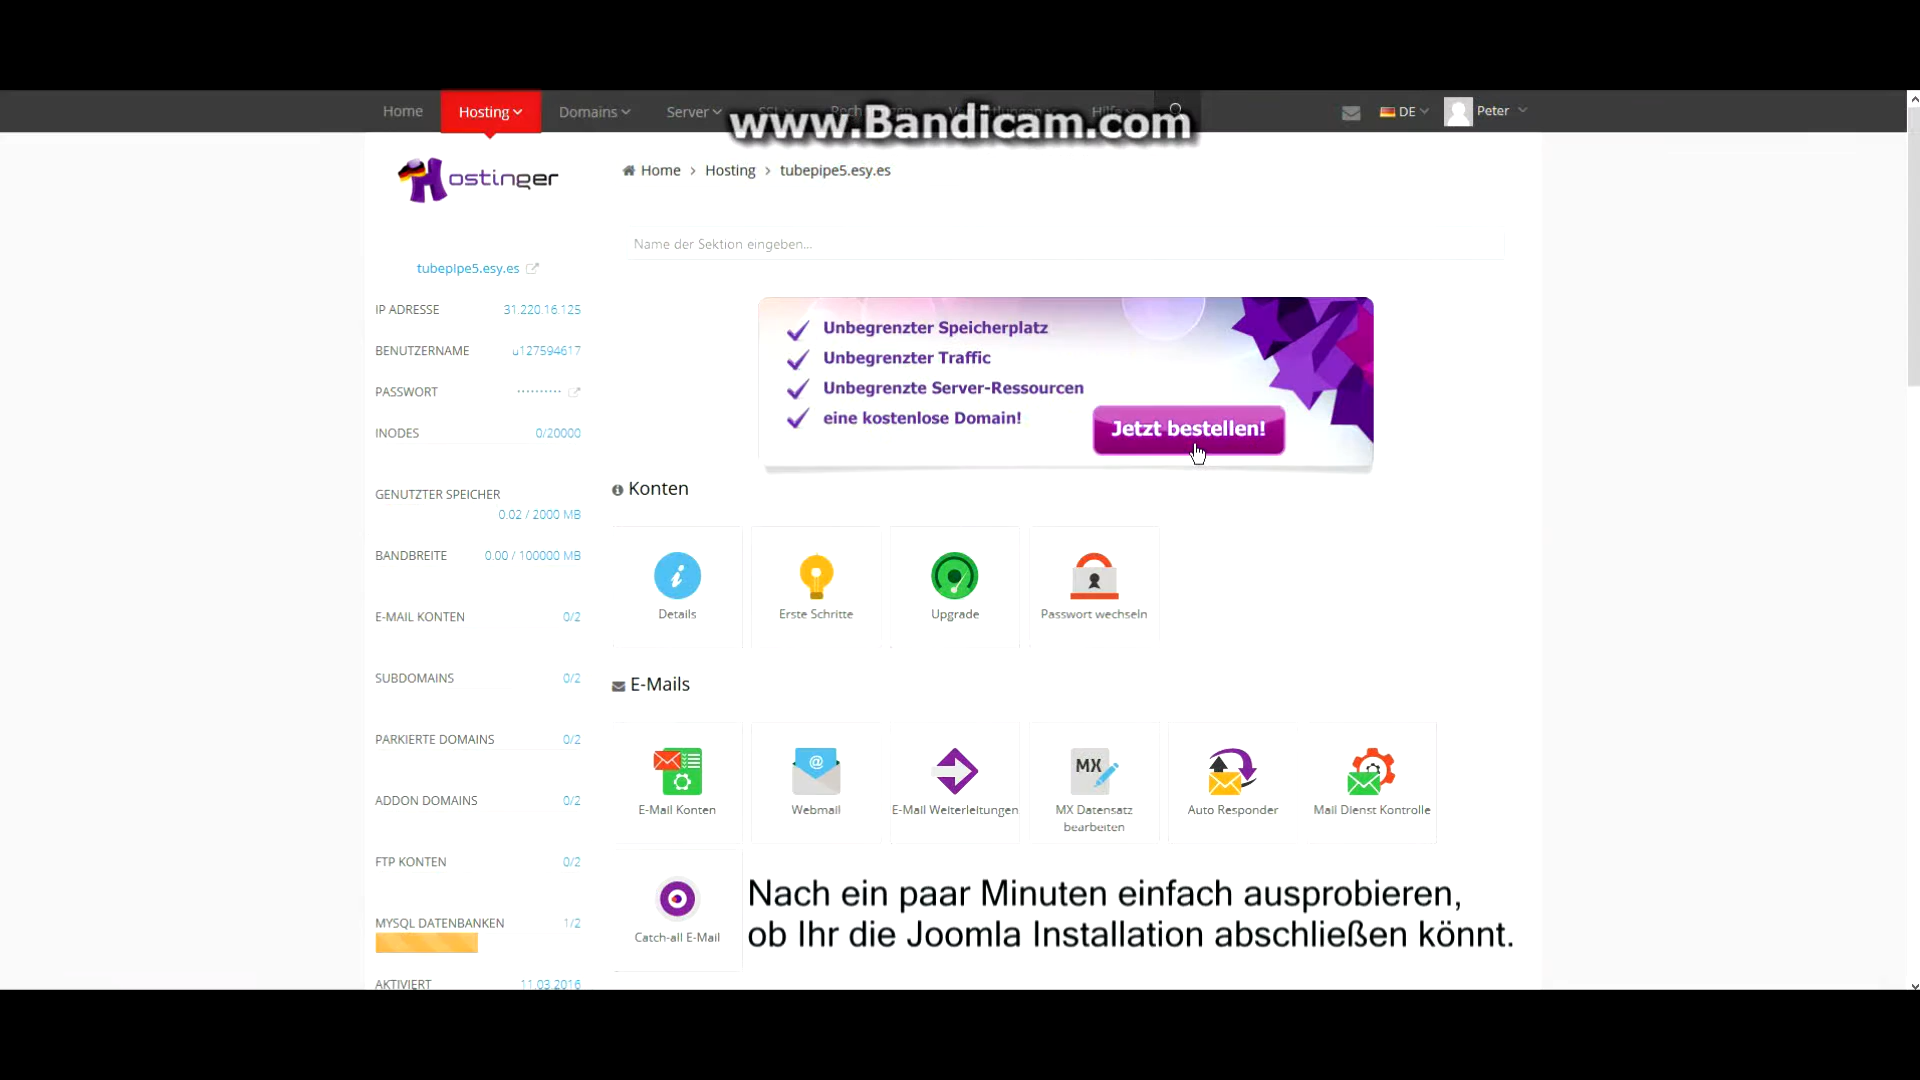 Home Hosting Domains Server SSL
www.Bandicam.com
DE Peter
Hostinger
Home > Hosting > tubepipe5.esy.es
Name der Sektion eingeben...
tubepipe5.esy.es
IP ADRESSE 31.220.16.125
BENUTZERNAME u127594617
PASSWORT ··········
INODES 0/20000
GENUTZTER SPEICHER
0.02 / 2000 MB
BANDBREITE 0.00 / 100000 MB
E-MAIL KONTEN 0/2
SUBDOMAINS 0/2
PARKIERTE DOMAINS 0/2
ADDON DOMAINS 0/2
FTP KONTEN 0/2
MYSQL DATENBANKEN 1/2
AKTIVIERT 11.03.2016
Unbegrenzter Speicherplatz
Unbegrenzter Traffic
Unbegrenzte Server-Ressourcen
eine kostenlose Domain!
Jetzt bestellen!
Konten
Details Erste Schritte Upgrade Passwort wechseln
E-Mails
E-Mail Konten Webmail E-Mail Weiterleitungen MX Datensatz Auto Responder Mail Dienst Kontrolle
bearbeiten
MX
Catch-all E-Mail
Nach ein paar Minuten einfach ausprobieren,
ob Ihr die Joomla Installation abschließen könnt.